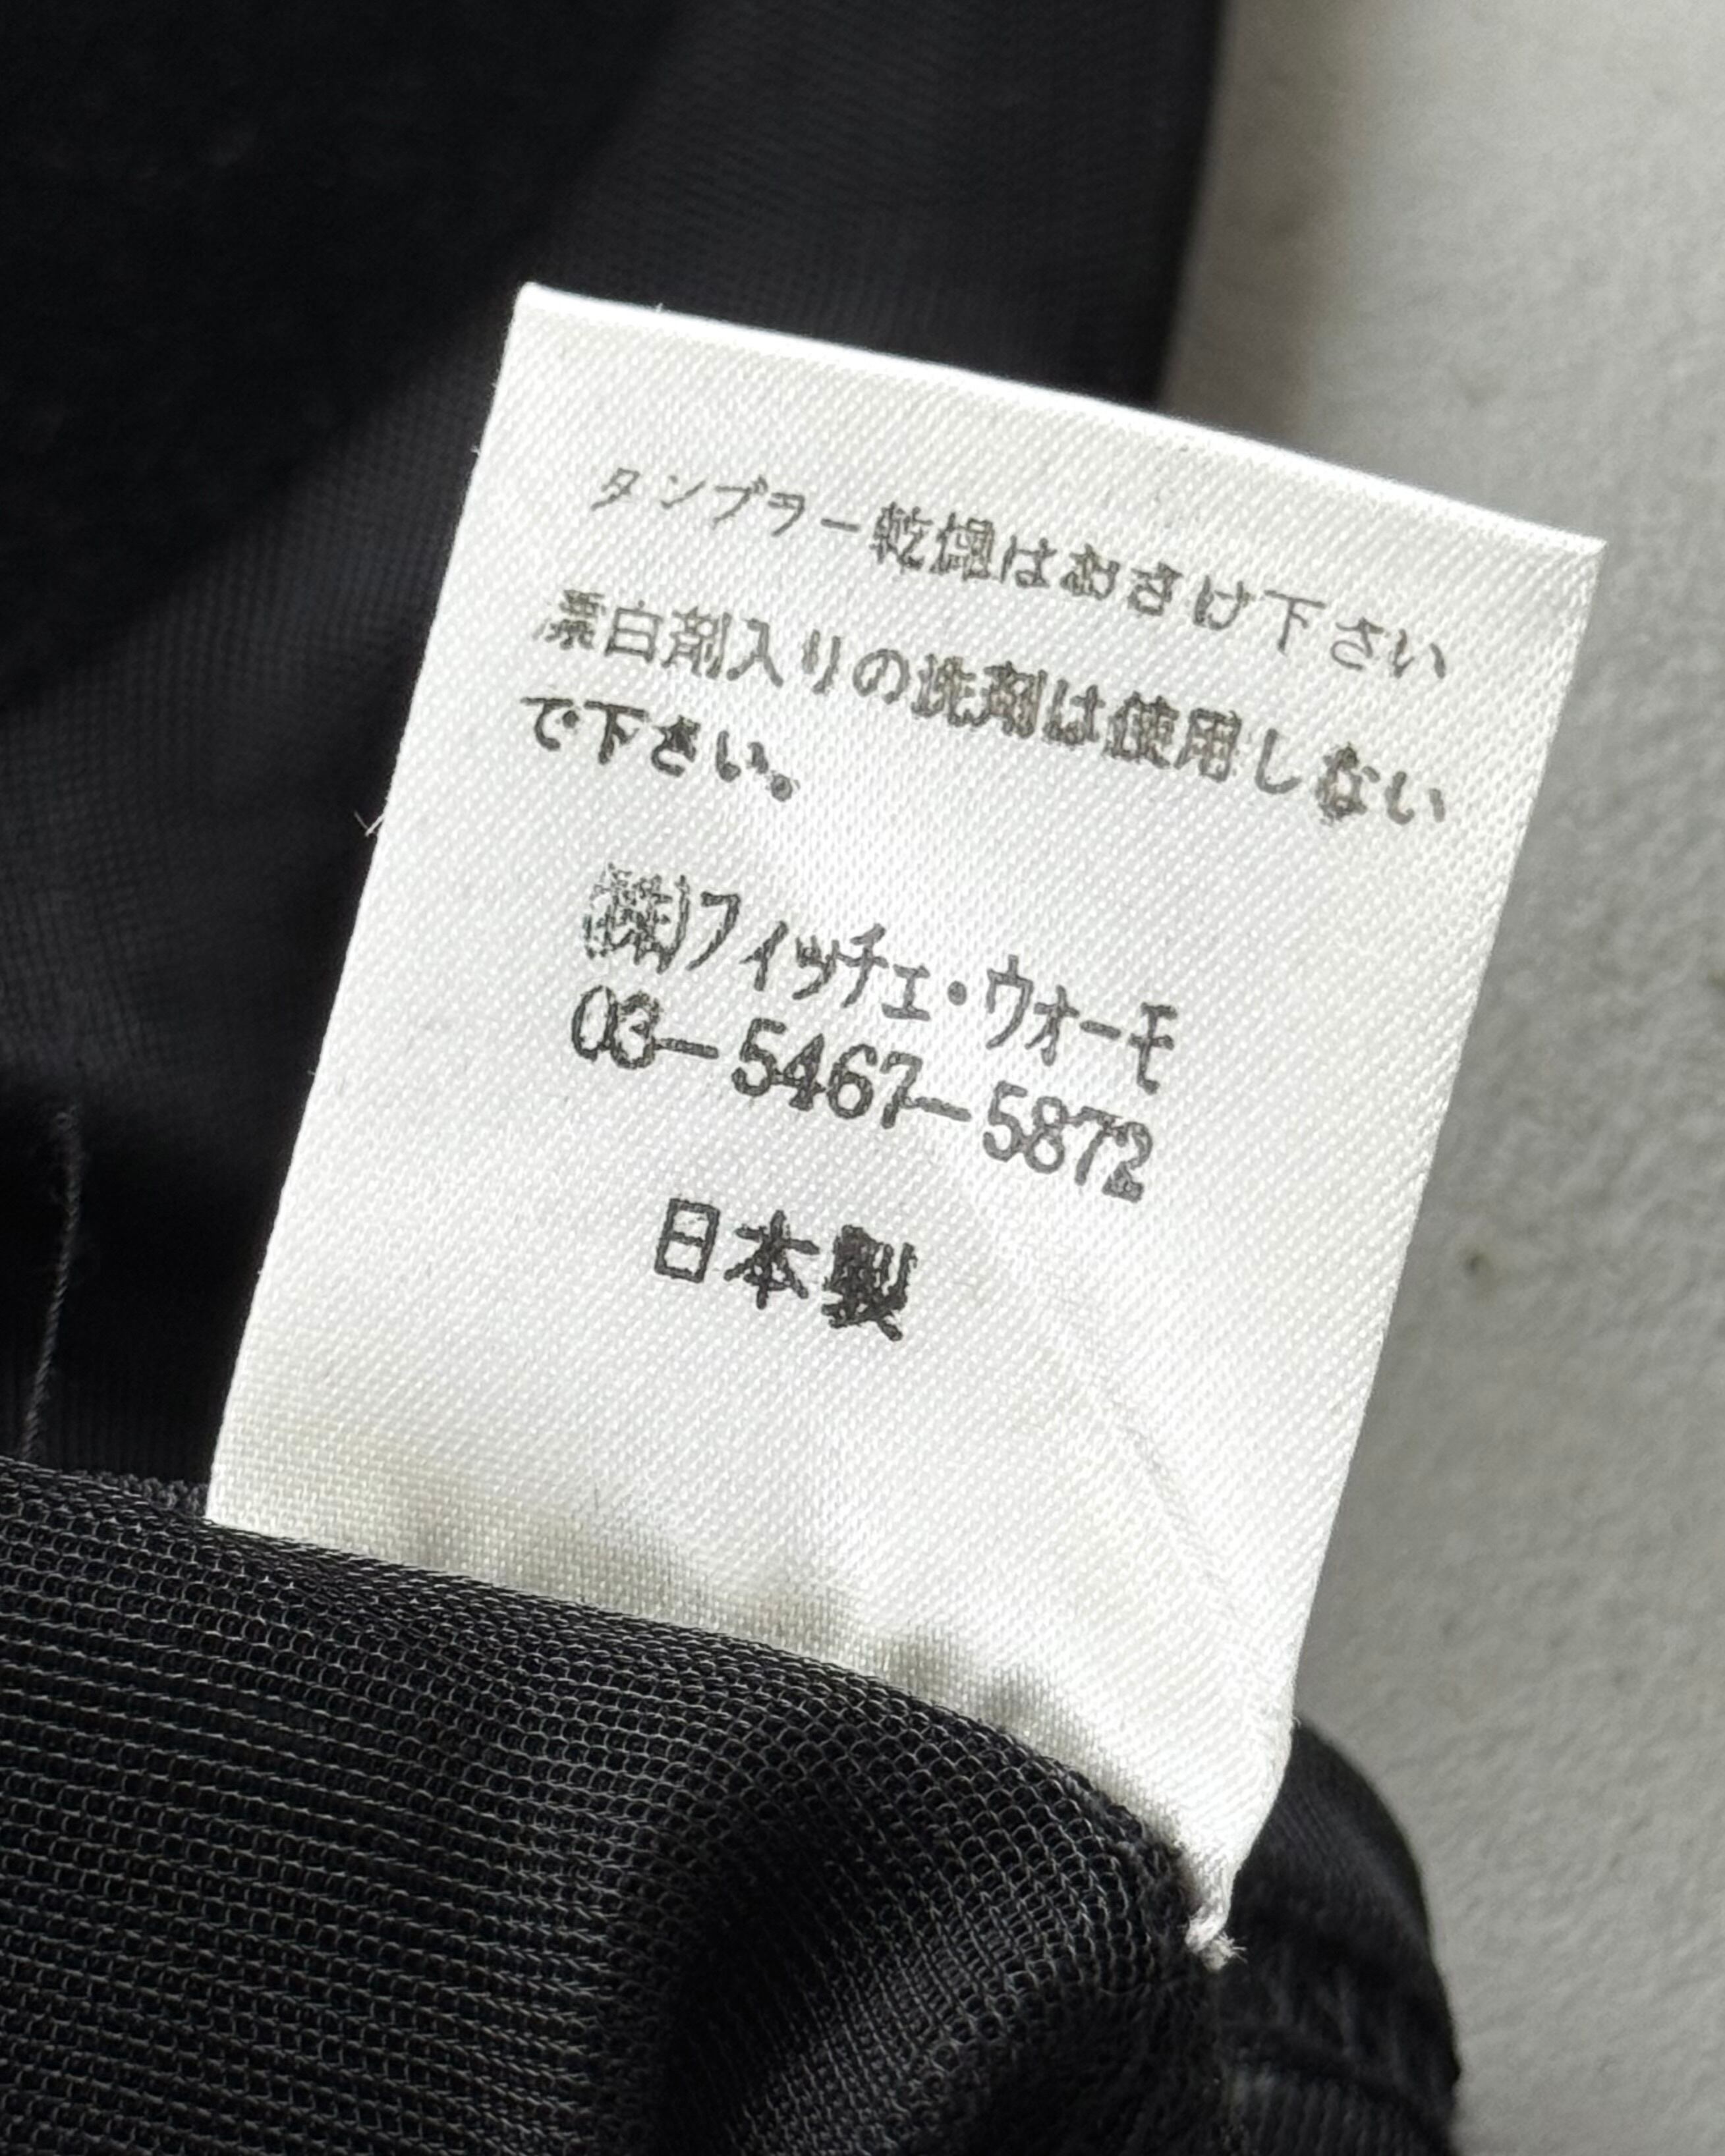 タンブラー乾燥はおさけ下さい
漂白剤入りの洗剤は使用しない
で下さい。
㈱フィッチェ・ウォーモ
03-5467-5872
日本製